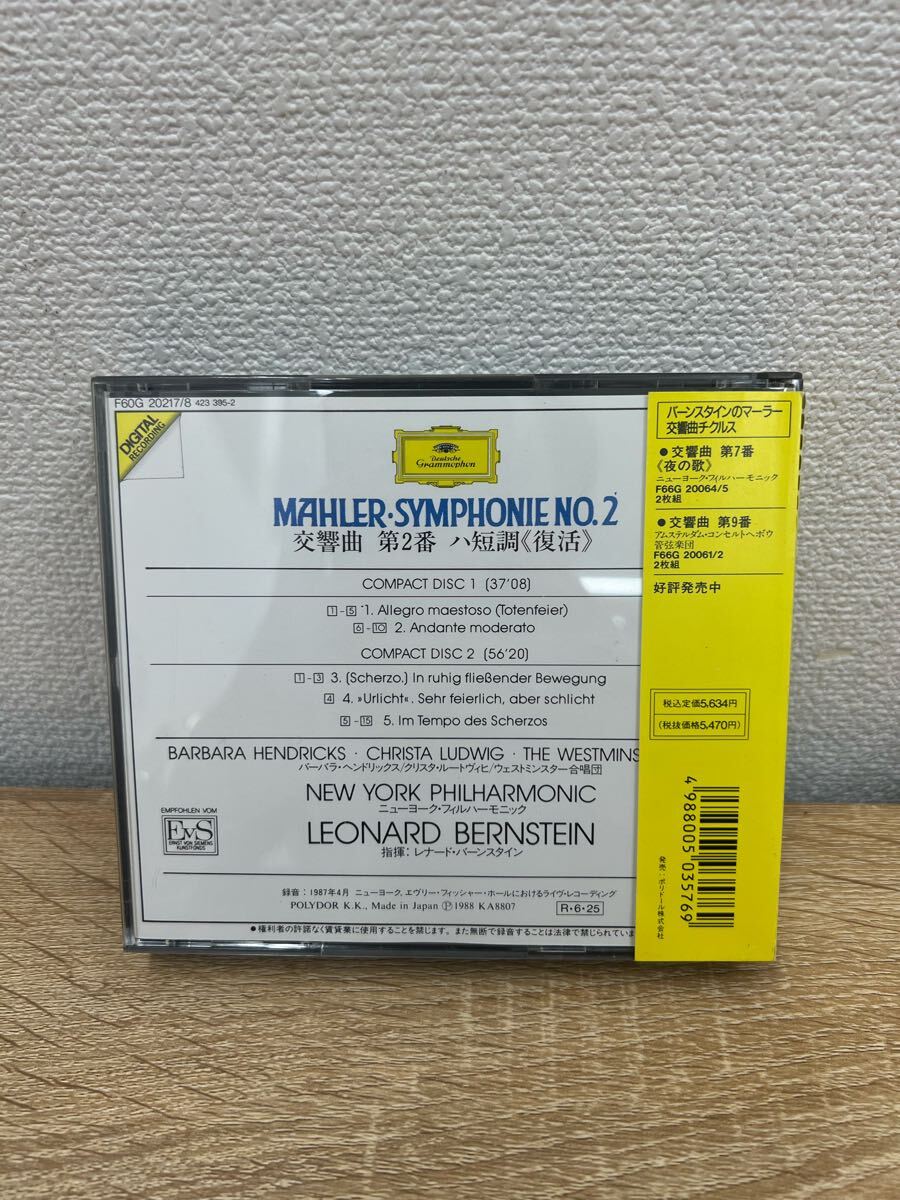 F60G 20217/8 423 395-2
DIGITAL
RECORDING
Deutsche
Grammophon
MAHLER·SYMPHONIE NO.2
交響曲 第2番 ハ短調《復活》
COMPACT DISC 1 (37'08)
1-5 1. Allegro maestoso (Totenfeier)
6-10 2. Andante moderato
COMPACT DISC 2 (56'20)
1-3 3. (Scherzo.) In ruhig fließender Bewegung
4 4. »Urlicht«. Sehr feierlich, aber schlicht
5-15 5. Im Tempo des Scherzos
BARBARA HENDRICKS · CHRISTA LUDWIG · THE WESTMINS
バーバラ・ヘンドリックス/クリスタ・ルートヴィヒ/ウェストミンスター合唱団
NEW YORK PHILHARMONIC
ニューヨーク・フィルハーモニック
LEONARD BERNSTEIN
指揮:レナード・バーンスタイン
EMPFOHLEN VOM
EvS
ERNST VON SIEMENS
KUNSTFONDS
録音:1987年4月 ニューヨーク、エヴリー・フィッシャー・ホールにおけるライヴ・レコーディング
POLYDOR K.K., Made in Japan Ⓟ1988 KA8807
R·6·25
●権利者の許諾なく賃貸業に使用することを禁じます。また無断で録音することは法律で禁じられていま
バーンスタインのマーラー
交響曲チクルス
●交響曲 第7番
《夜の歌》
ニューヨーク・フィルハーモニック
F66G 20064/5
2枚組
●交響曲 第9番
アムステルダム・コンセルトヘボウ
管弦楽団
F66G 20061/2
2枚組
好評発売中
税込定価5,634円
(税抜価格5,470円)
4988005035769
発売:ポリドール株式会社